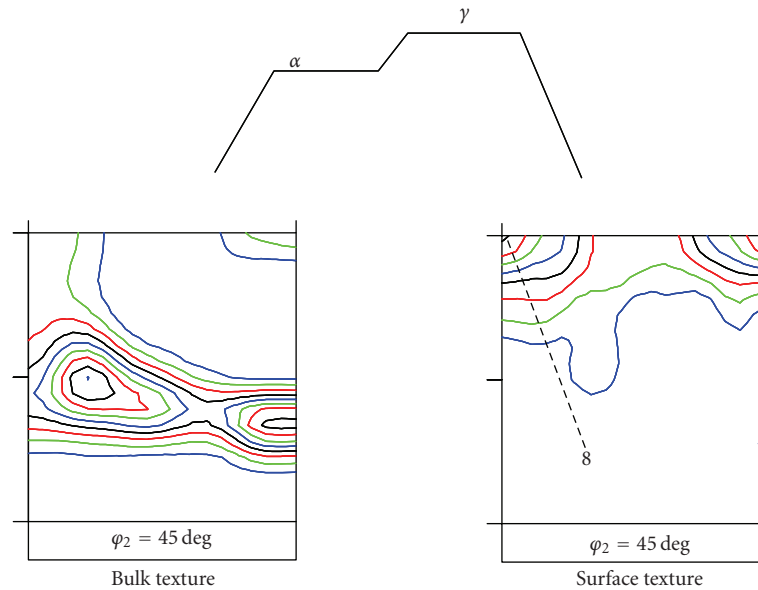 γ
α
8
φ₂ = 45 deg
φ₂ = 45 deg
Bulk texture
Surface texture